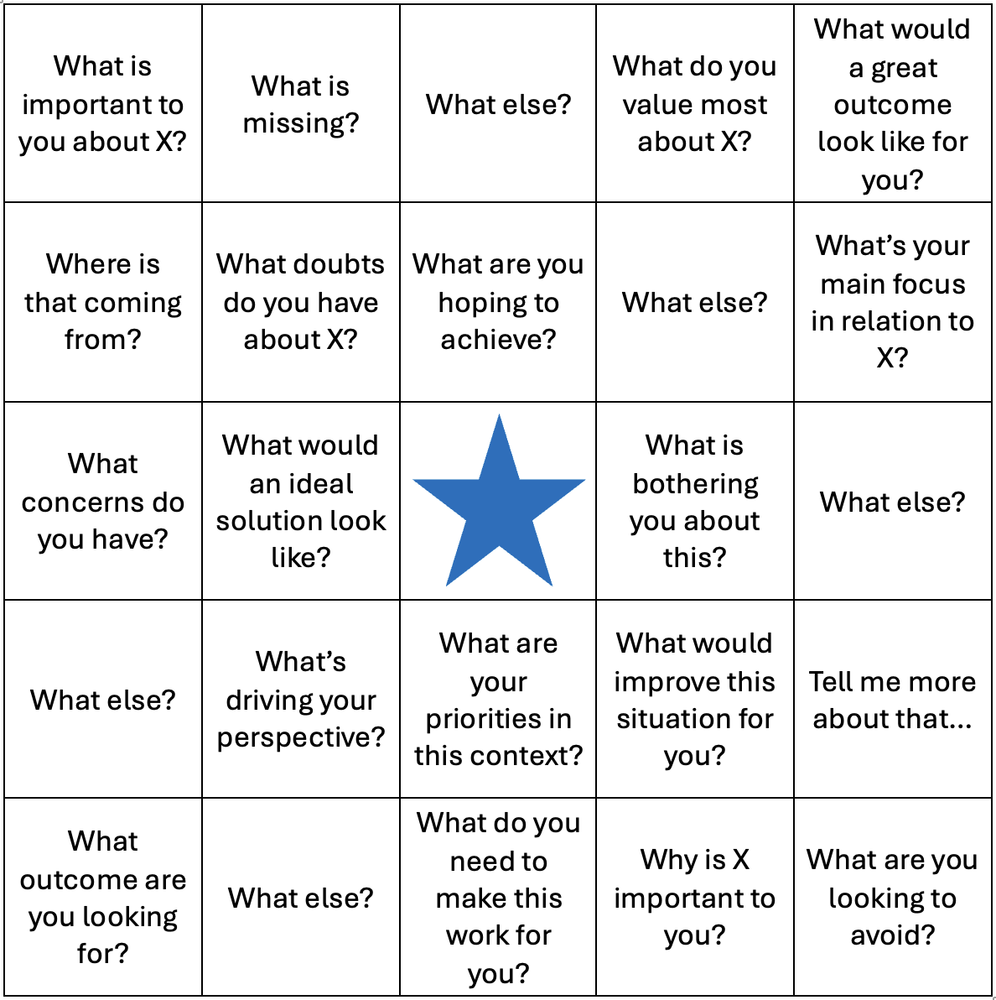 What is
important to
you about X?
What is
missing?
What else?
What do you
value most
about X?
What would
a great
outcome
look like for
you?
Where is
that coming
from?
What doubts
do you have
about X?
What are you
hoping to
achieve?
What else?
What’s your
main focus
in relation to
X?
What
concerns do
you have?
What would
an ideal
solution look
like?
What is
bothering
you about
this?
What else?
What else?
What’s
driving your
perspective?
What are
your
priorities in
this context?
What would
improve this
situation for
you?
Tell me more
about that...
What
outcome are
you looking
for?
What else?
What do you
need to
make this
work for
you?
Why is X
important to
you?
What are you
looking to
avoid?